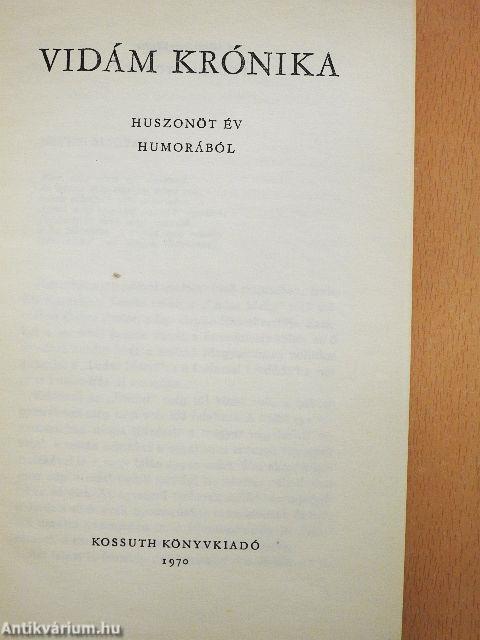 VIDÁM KRÓNIKA
HUSZONÖT ÉV
HUMORÁBÓL
KOSSUTH KÖNYVKIADÓ
1970
Antikvárium.hu